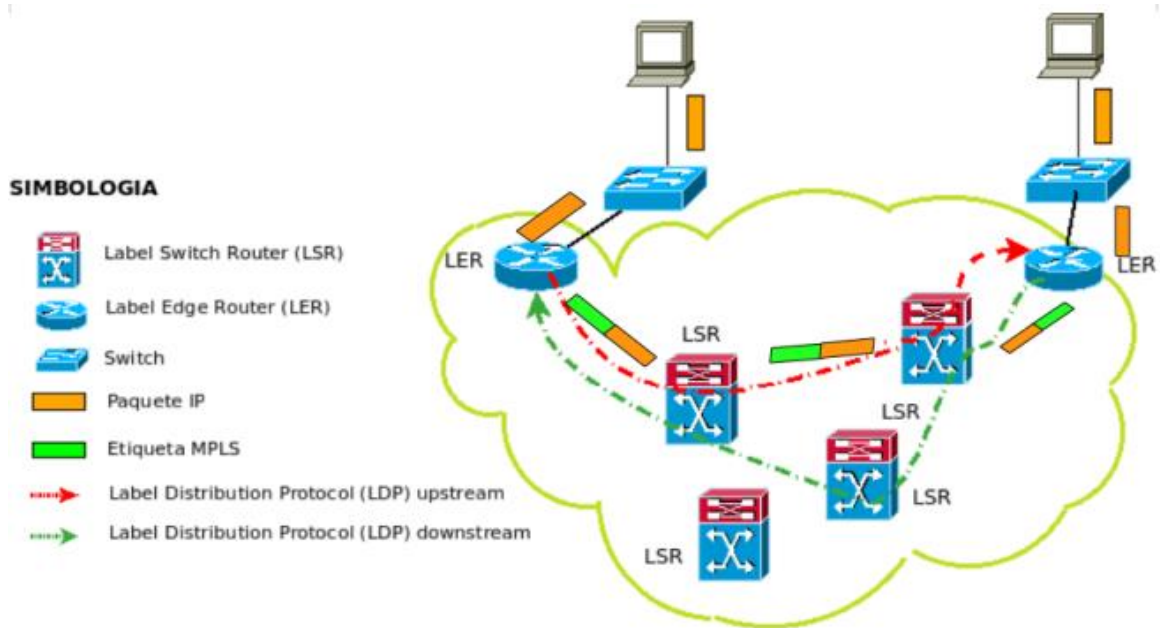 SIMBOLOGIA
Label Switch Router (LSR)
Label Edge Router (LER)
Switch
Paquete IP
Etiqueta MPLS
Label Distribution Protocol (LDP) upstream
Label Distribution Protocol (LDP) downstream
LER
LER
LSR
LSR
LSR
LSR